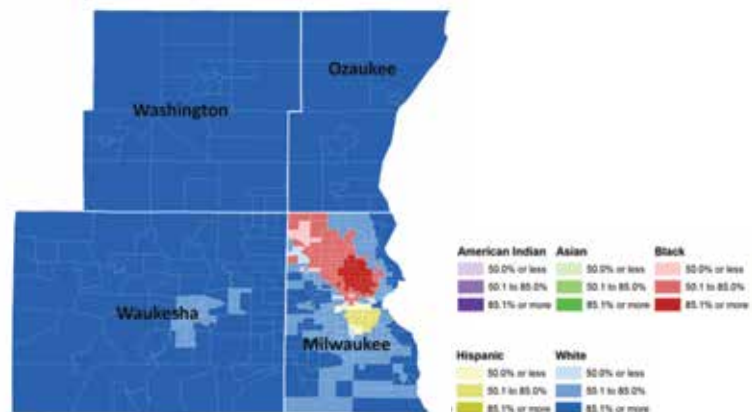 Ozaukee
Washington
Waukesha
Milwaukee
American Indian Asian Black
50.0% or less 50.0% or less 50.0% or less
50.1 to 85.0% 50.1 to 85.0% 50.1 to 85.0%
85.1% or more 85.1% or more 85.1% or more
Hispanic White
50.0% or less 50.0% or less
50.1 to 85.0% 50.1 to 85.0%
85.1% or more 85.1% or more